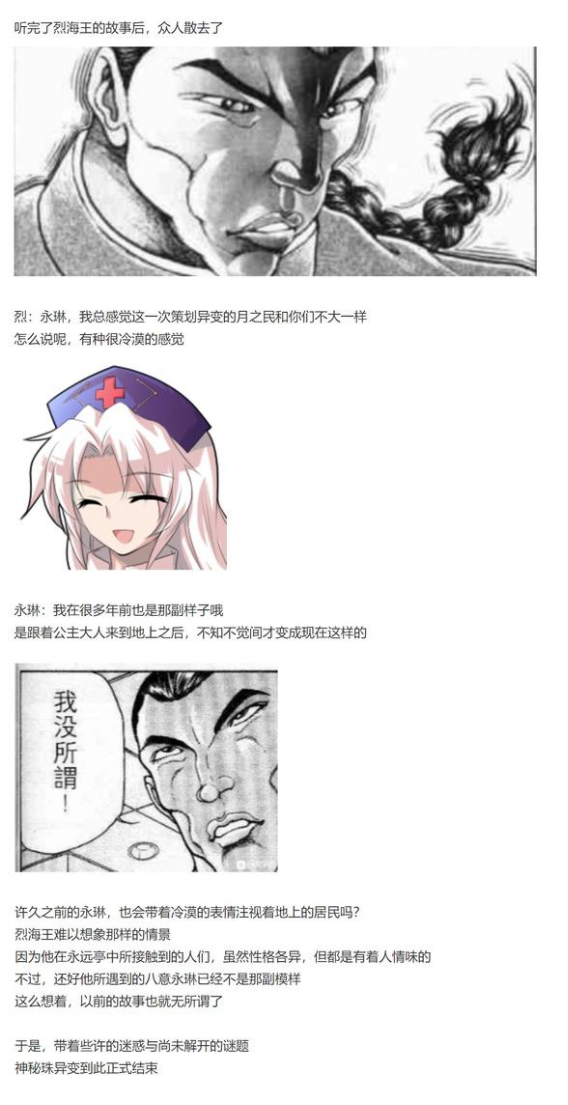 听完了烈海王的故事后，众人散去了
烈：永琳，我总感觉这一次策划异变的月之民和你们不大一样
怎么说呢，有种很冷漠的感觉
永琳：我在很多年前也是那副样子哦
是跟着公主大人来到地上之后，不知不觉间才变成现在这样的
我没所謂！
许久之前的永琳，也会带着冷漠的表情注视着地上的居民吗？
烈海王难以想象那样的情景
因为他在永远亭中所接触到的人们，虽然性格各异，但都是有着人情味的
不过，还好他所遇到的八意永琳已经不是那副模样
这么想着，以前的故事也就无所谓了
于是，带着些许的迷惑与尚未解开的谜题
神秘珠异变到此正式结束